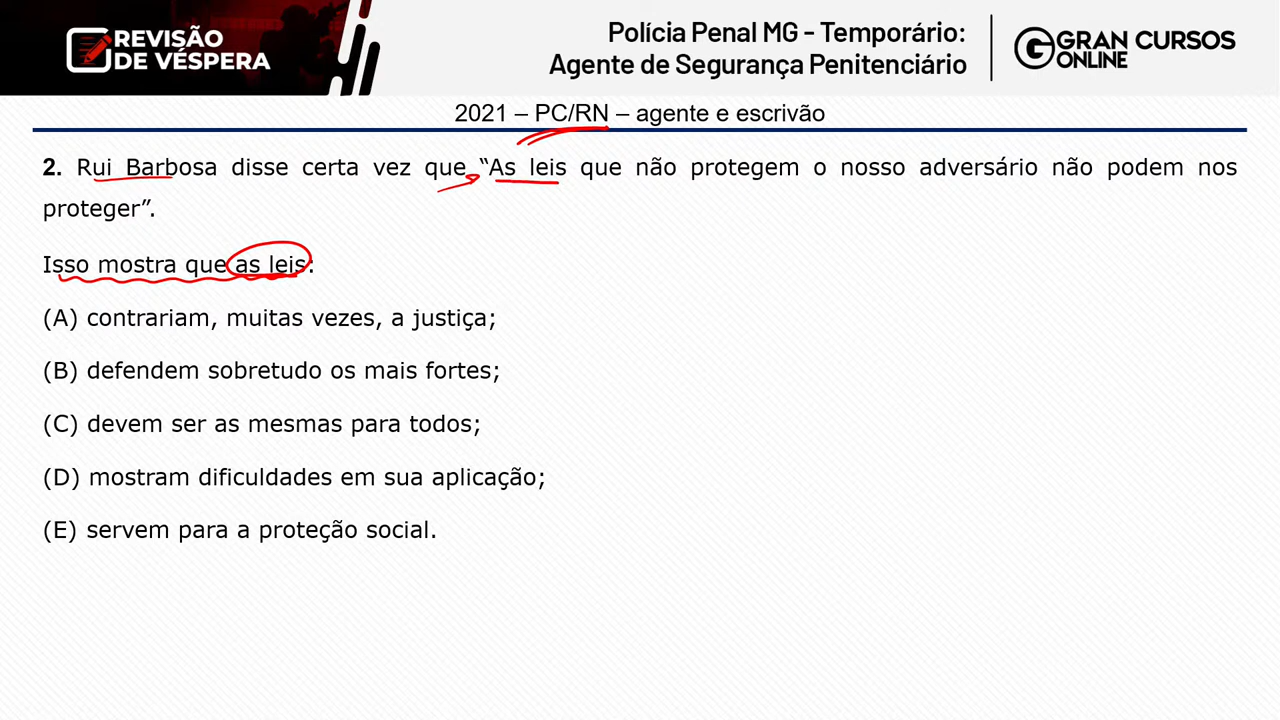 REVISÃO
DE VÉSPERA
Polícia Penal MG - Temporário:
Agente de Segurança Penitenciário
GRAN CURSOS
ONLINE
2021 – PC/RN – agente e escrivão
2. Rui Barbosa disse certa vez que “As leis que não protegem o nosso adversário não podem nos
proteger”.
Isso mostra que as leis:
(A) contrariam, muitas vezes, a justiça;
(B) defendem sobretudo os mais fortes;
(C) devem ser as mesmas para todos;
(D) mostram dificuldades em sua aplicação;
(E) servem para a proteção social.